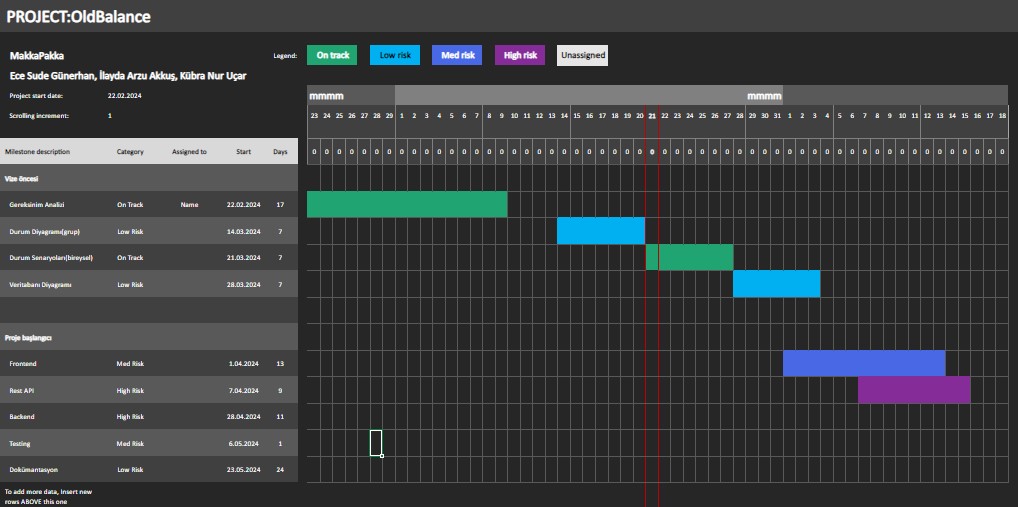 PROJECT:OldBalance
MakkaPakka
Legend: On track Low risk Med risk High risk Unassigned
Ece Sude Günerhan, İlayda Arzu Akkuş, Kübra Nur Uçar
Project start date: 22.02.2024
mmmm mmmm
Scrolling increment: 1
23 24 25 26 27 28 29 1 2 3 4 5 6 7 8 9 10 11 12 13 14 15 16 17 18 19 20 21 22 23 24 25 26 27 28 29 30 31 1 2 3 4 5 6 7 8 9 10 11 12 13 14 15 16 17 18
Milestone description Category Assigned to Start Days
0 0 0 0 0 0 0 0 0 0 0 0 0 0 0 0 0 0 0 0 0 0 0 0 0 0 0 0 0 0 0 0 0 0 0 0 0 0 0 0 0 0 0 0 0 0 0 0 0 0 0 0 0 0 0 0
Vize öncesi
Gereksinim Analizi On Track Name 22.02.2024 17
Durum Diyagramı(grup) Low Risk 14.03.2024 7
Durum Senaryoları(bireysel) On Track 21.03.2024 7
Veritabanı Diyagramı Low Risk 28.03.2024 7
Proje başlangıcı
Frontend Med Risk 1.04.2024 13
Rest API High Risk 7.04.2024 9
Backend High Risk 28.04.2024 11
Testing Med Risk 6.05.2024 1
Dokümantasyon Low Risk 23.05.2024 24
To add more data, Insert new
rows ABOVE this one